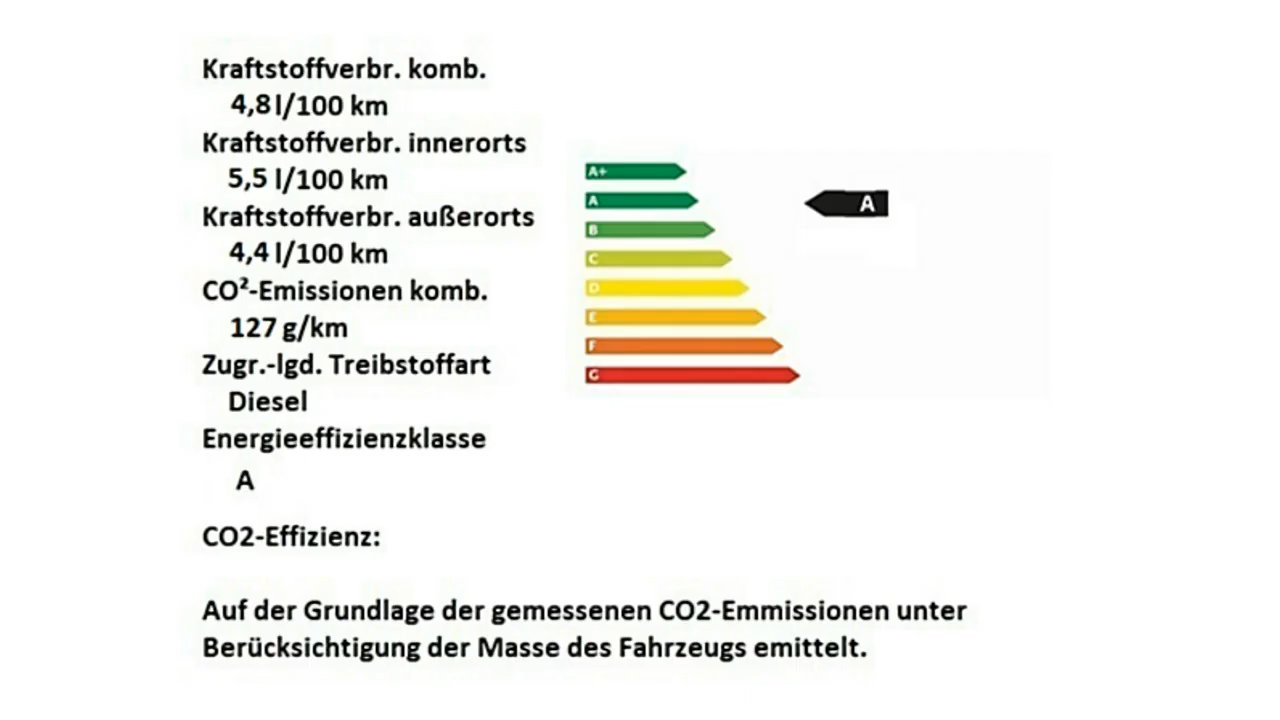 Kraftstoffverbr. komb.
4,8 l/100 km
Kraftstoffverbr. innerorts
5,5 l/100 km
Kraftstoffverbr. außerorts
4,4 l/100 km
CO²-Emissionen komb.
127 g/km
Zugr.-lgd. Treibstoffart
Diesel
Energieeffizienzklasse
A
A+
A
B
C
D
E
F
G
A
CO2-Effizienz:
Auf der Grundlage der gemessenen CO2-Emmissionen unter
Berücksichtigung der Masse des Fahrzeugs emittelt.